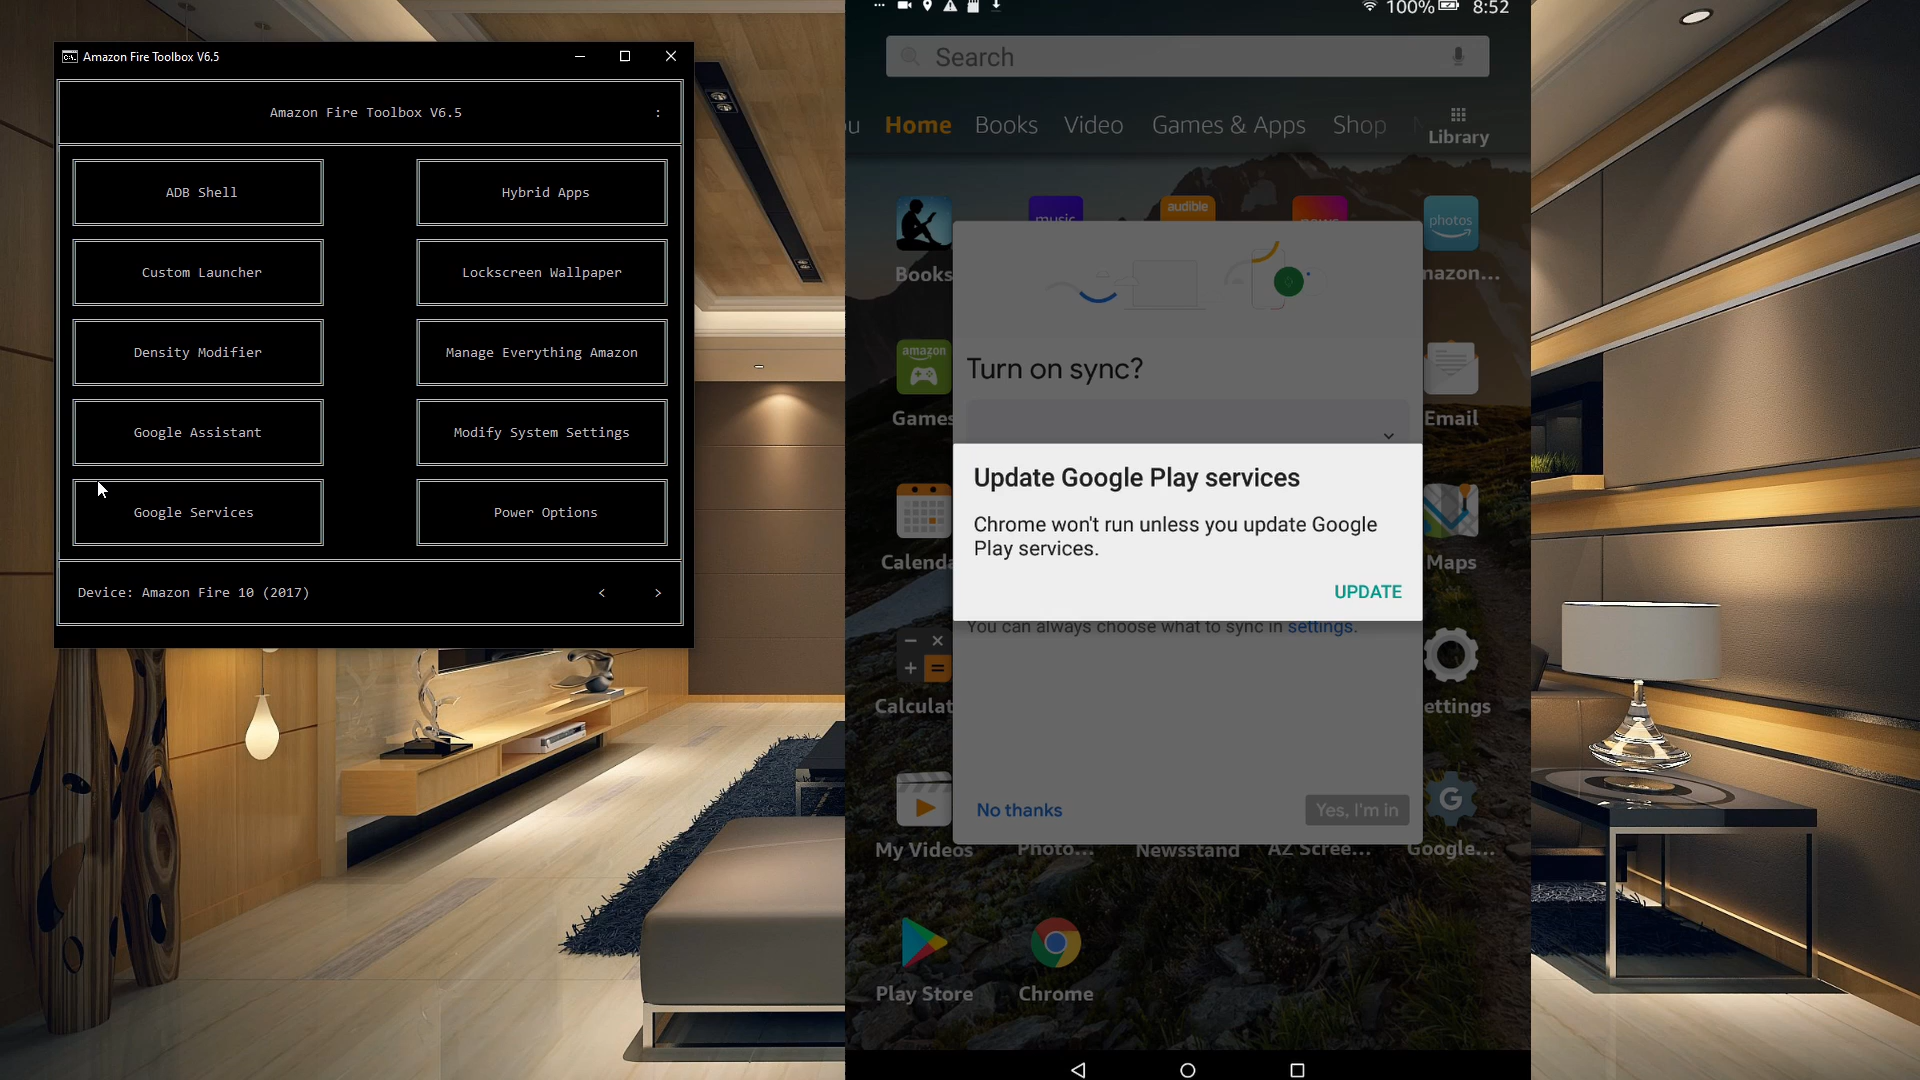 Amazon Fire Toolbox V6.5
Amazon Fire Toolbox V6.5 :
ADB Shell
Hybrid Apps
Custom Launcher
Lockscreen Wallpaper
Density Modifier
Manage Everything Amazon
Google Assistant
Modify System Settings
Google Services
Power Options
Device: Amazon Fire 10 (2017) < >
100% 8:52
Search
Home Books Video Games & Apps Shop
Library
music
audible
news
photos
Books
mazon...
amazon
Turn on sync?
Games
Email
Update Google Play services
Chrome won't run unless you update Google
Play services.
UPDATE
Calenda
Maps
You can always choose what to sync in settings.
Calculat
ettings
No thanks
Yes, I'm in
G
My Videos
Photo...
Newsstand
AZ Scree...
Google...
Play Store
Chrome